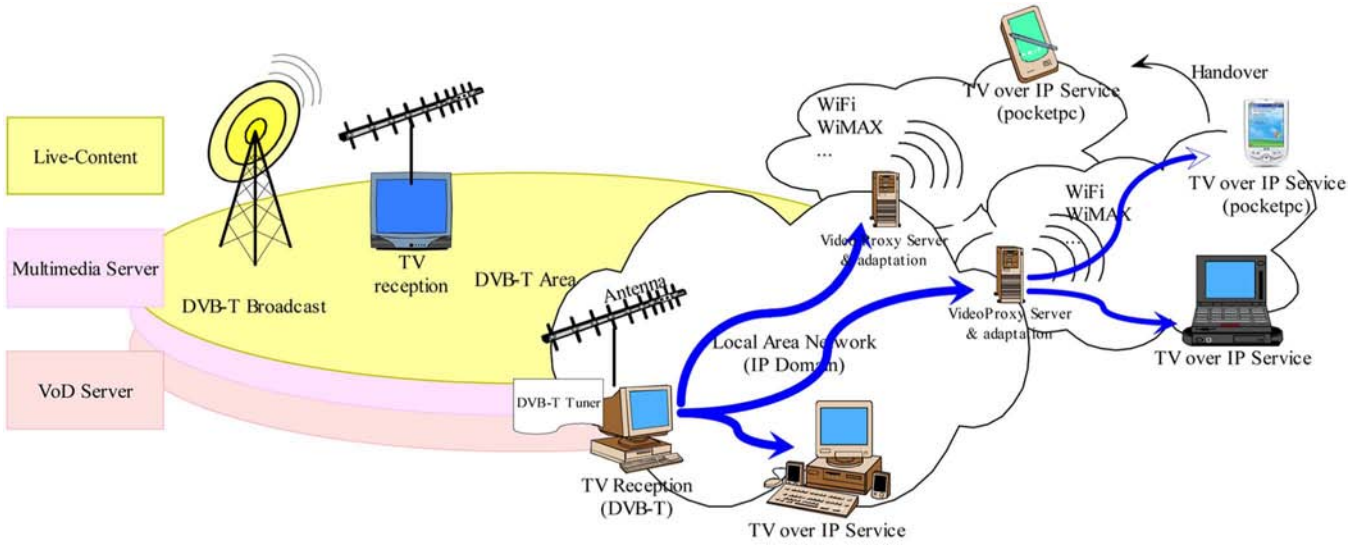 Live-Content
Multimedia Server
VoD Server
DVB-T Broadcast
TV
reception
DVB-T Area
Antenna
DVB-T Tuner
TV Reception
(DVB-T)
Local Area Network
(IP Domain)
TV over IP Service
WiFi
WiMAX
...
VideoProxy Server
& adaptation
TV over IP Service
(pocketpc)
Handover
WiFi
WiMAX
...
VideoProxy Server
& adaptation
TV over IP Service
(pocketpc)
TV over IP Service